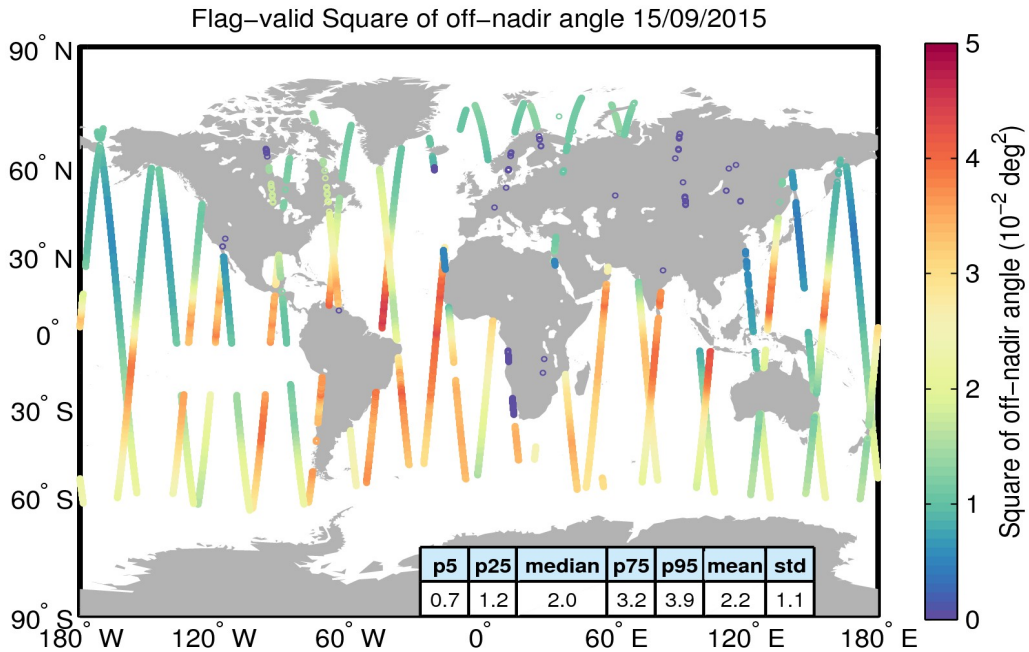 Flag−valid Square of off−nadir angle 15/09/2015
90° N
60° N
30° N
0°
30° S
60° S
90° S
180° W
120° W
60° W
0°
60° E
120° E
180° E
p5 p25 median p75 p95 mean std
0.7 1.2 2.0 3.2 3.9 2.2 1.1
5
4
3
2
1
0
Square of off−nadir angle (10⁻² deg²)